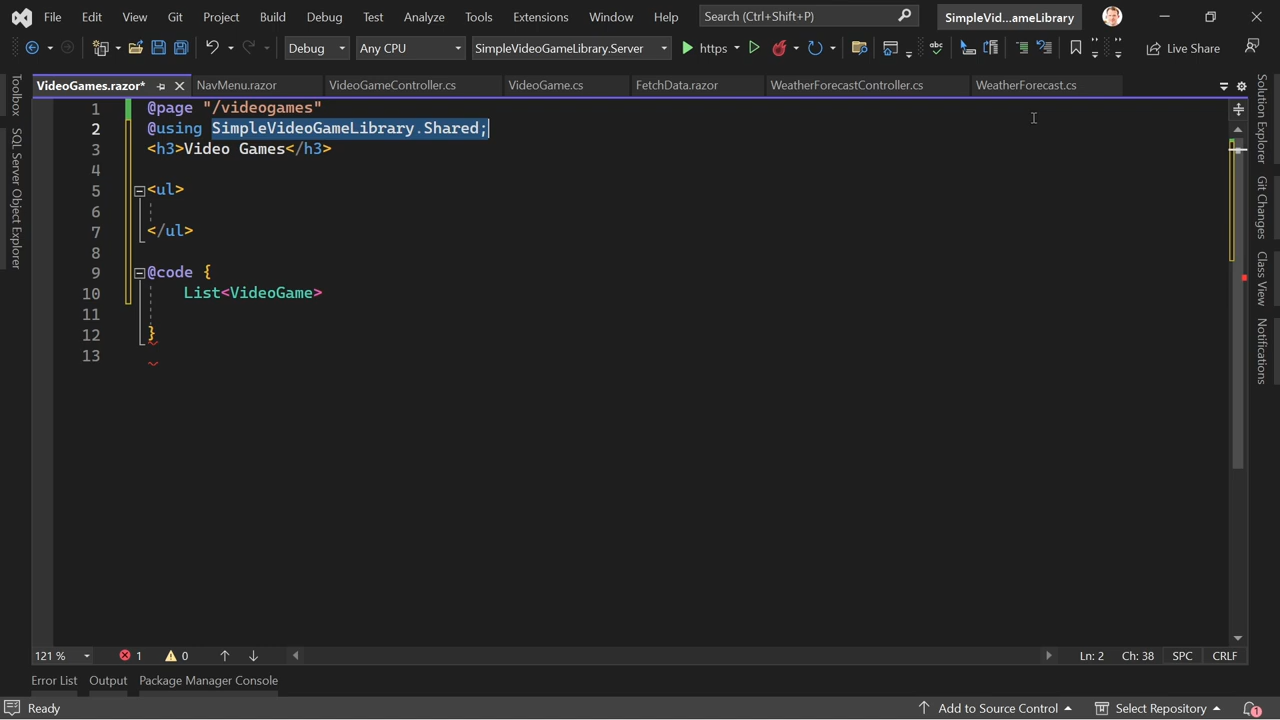 File Edit View Git Project Build Debug Test Analyze Tools Extensions Window Help Search (Ctrl+Shift+P) SimpleVid...ameLibrary
Debug Any CPU SimpleVideoGameLibrary.Server https Live Share
VideoGames.razor* NavMenu.razor VideoGameController.cs VideoGame.cs FetchData.razor WeatherForecastController.cs WeatherForecast.cs
Toolbox
SQL Server Object Explorer
1 @page "/videogames"
2 @using SimpleVideoGameLibrary.Shared;
3 <h3>Video Games</h3>
4
5 <ul>
6
7 </ul>
8
9 @code {
10 List<VideoGame>
11
12 }
13
Solution Explorer
Git Changes
Class View
Notifications
121 % 1 0 Ln: 2 Ch: 38 SPC CRLF
Error List Output Package Manager Console
Ready Add to Source Control Select Repository 1